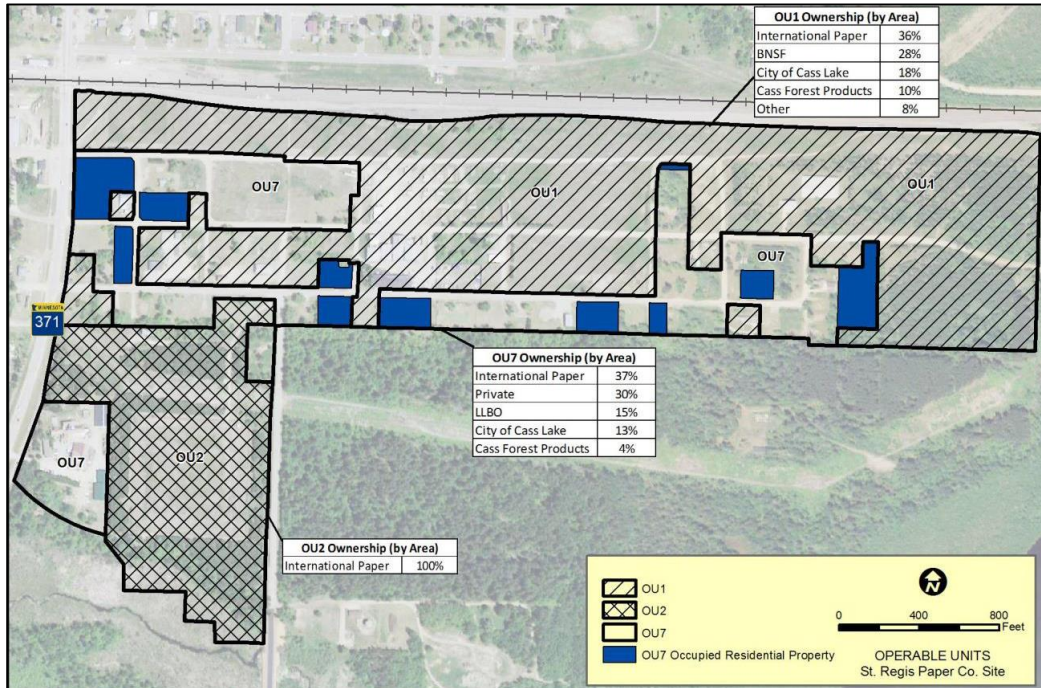 OU1 Ownership (by Area)
International Paper 36%
BNSF 28%
City of Cass Lake 18%
Cass Forest Products 10%
Other 8%
OU7
OU1
OU1
OU7
MINNESOTA
371
OU7 Ownership (by Area)
International Paper 37%
Private 30%
LLBO 15%
City of Cass Lake 13%
Cass Forest Products 4%
OU7
OU2
OU2 Ownership (by Area)
International Paper 100%
OU1
OU2
OU7
OU7 Occupied Residential Property
N
0 400 800
Feet
OPERABLE UNITS
St. Regis Paper Co. Site